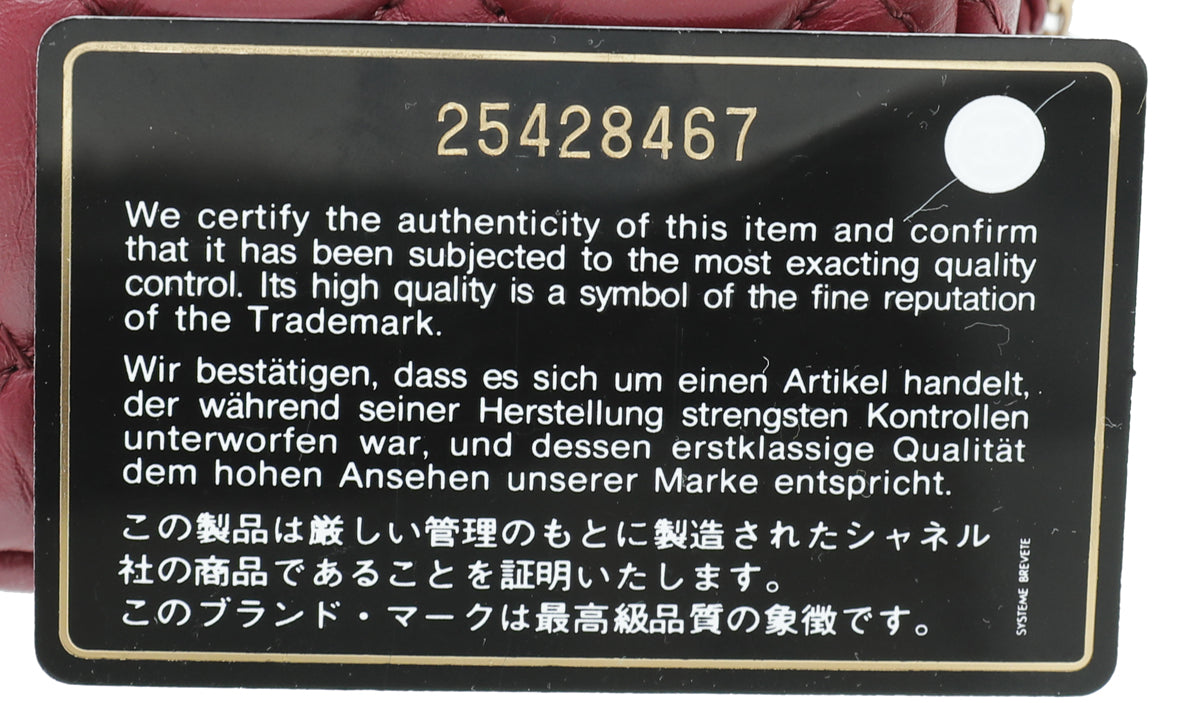 25428467
We certify the authenticity of this item and confirm
that it has been subjected to the most exacting quality
control. Its high quality is a symbol of the fine reputation
of the Trademark.
Wir bestätigen, dass es sich um einen Artikel handelt,
der während seiner Herstellung strengsten Kontrollen
unterworfen war, und dessen erstklassige Qualität
dem hohen Ansehen unserer Marke entspricht.
この製品は厳しい管理のもとに製造されたシャネル
社の商品であることを証明いたします。
このブランド・マークは最高級品質の象徴です。
SYSTEME BREVETE